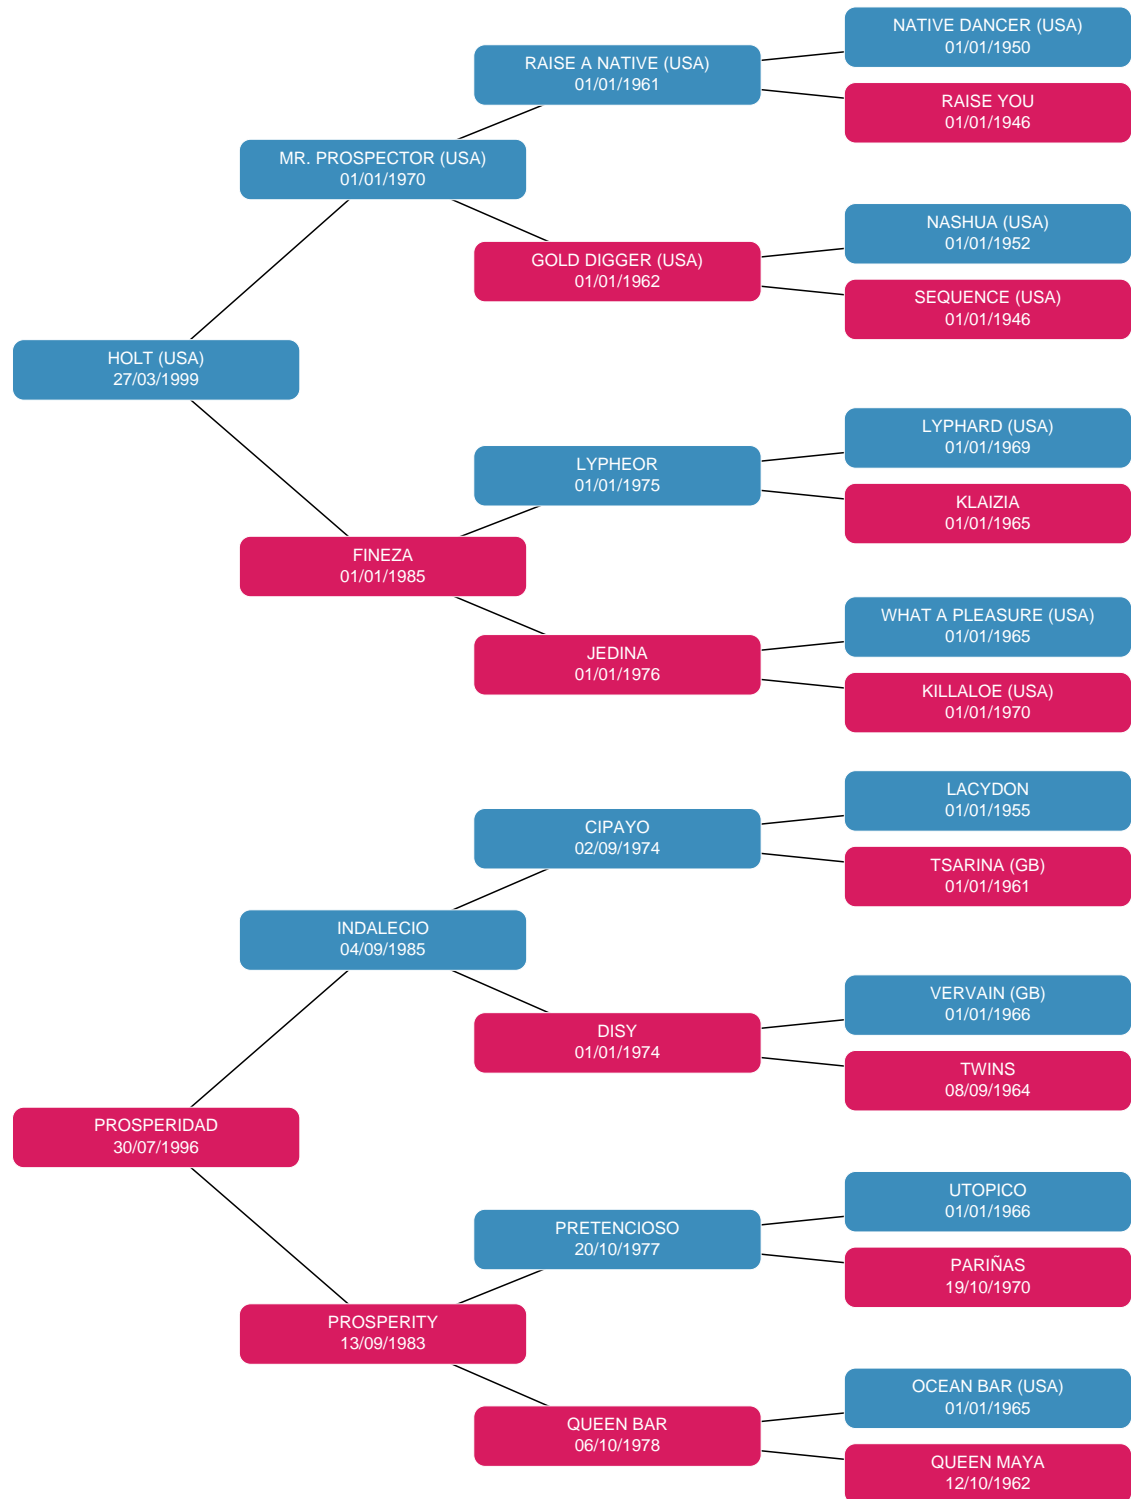 NATIVE DANCER (USA)
01/01/1950
RAISE A NATIVE (USA)
01/01/1961
RAISE YOU
01/01/1946
MR. PROSPECTOR (USA)
01/01/1970
NASHUA (USA)
01/01/1952
GOLD DIGGER (USA)
01/01/1962
SEQUENCE (USA)
01/01/1946
HOLT (USA)
27/03/1999
LYPHARD (USA)
01/01/1969
LYPHEOR
01/01/1975
KLAIZIA
01/01/1965
FINEZA
01/01/1985
WHAT A PLEASURE (USA)
01/01/1965
JEDINA
01/01/1976
KILLALOE (USA)
01/01/1970
LACYDON
01/01/1955
CIPAYO
02/09/1974
TSARINA (GB)
01/01/1961
INDALECIO
04/09/1985
VERVAIN (GB)
01/01/1966
DISY
01/01/1974
TWINS
08/09/1964
PROSPERIDAD
30/07/1996
UTOPICO
01/01/1966
PRETENCIOSO
20/10/1977
PARIÑAS
19/10/1970
PROSPERITY
13/09/1983
OCEAN BAR (USA)
01/01/1965
QUEEN BAR
06/10/1978
QUEEN MAYA
12/10/1962